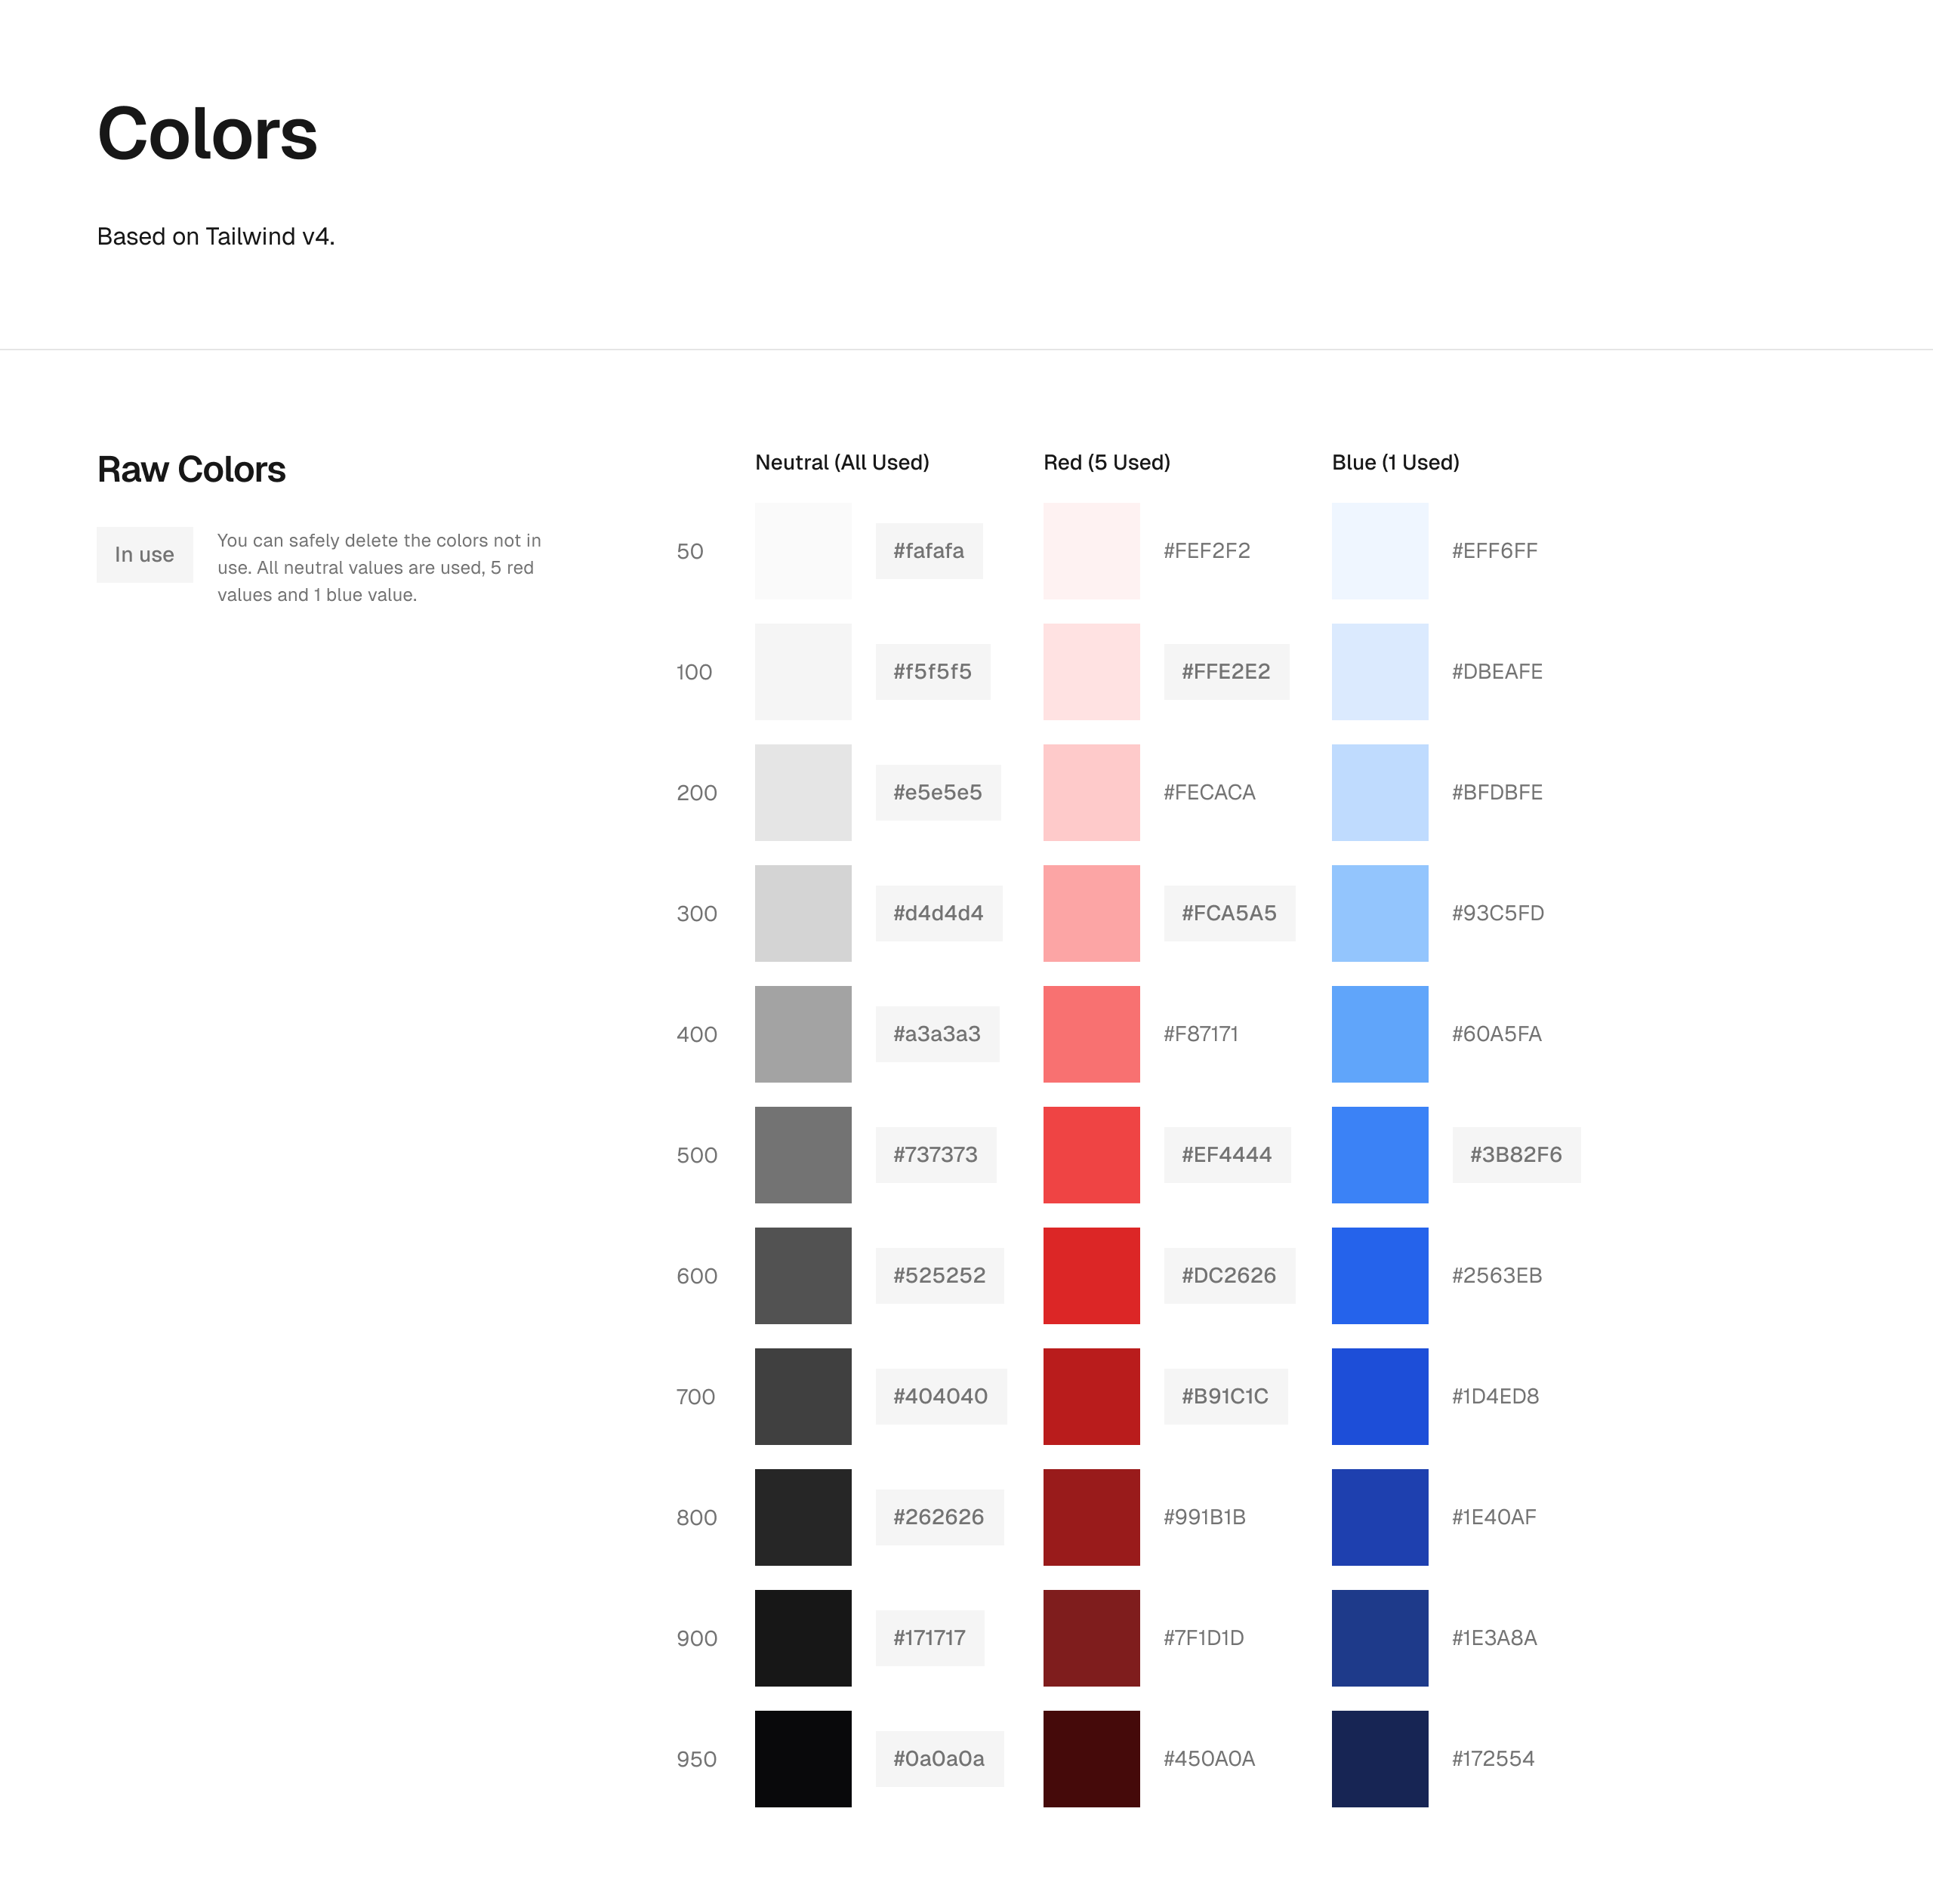 Colors
Based on Tailwind v4.
Raw Colors
In use
You can safely delete the colors not in
use. All neutral values are used, 5 red
values and 1 blue value.
Neutral (All Used) Red (5 Used) Blue (1 Used)
50 #fafafa #FEF2F2 #EFF6FF
100 #f5f5f5 #FFE2E2 #DBEAFE
200 #e5e5e5 #FECACA #BFDBFE
300 #d4d4d4 #FCA5A5 #93C5FD
400 #a3a3a3 #F87171 #60A5FA
500 #737373 #EF4444 #3B82F6
600 #525252 #DC2626 #2563EB
700 #404040 #B91C1C #1D4ED8
800 #262626 #991B1B #1E40AF
900 #171717 #7F1D1D #1E3A8A
950 #0a0a0a #450A0A #172554